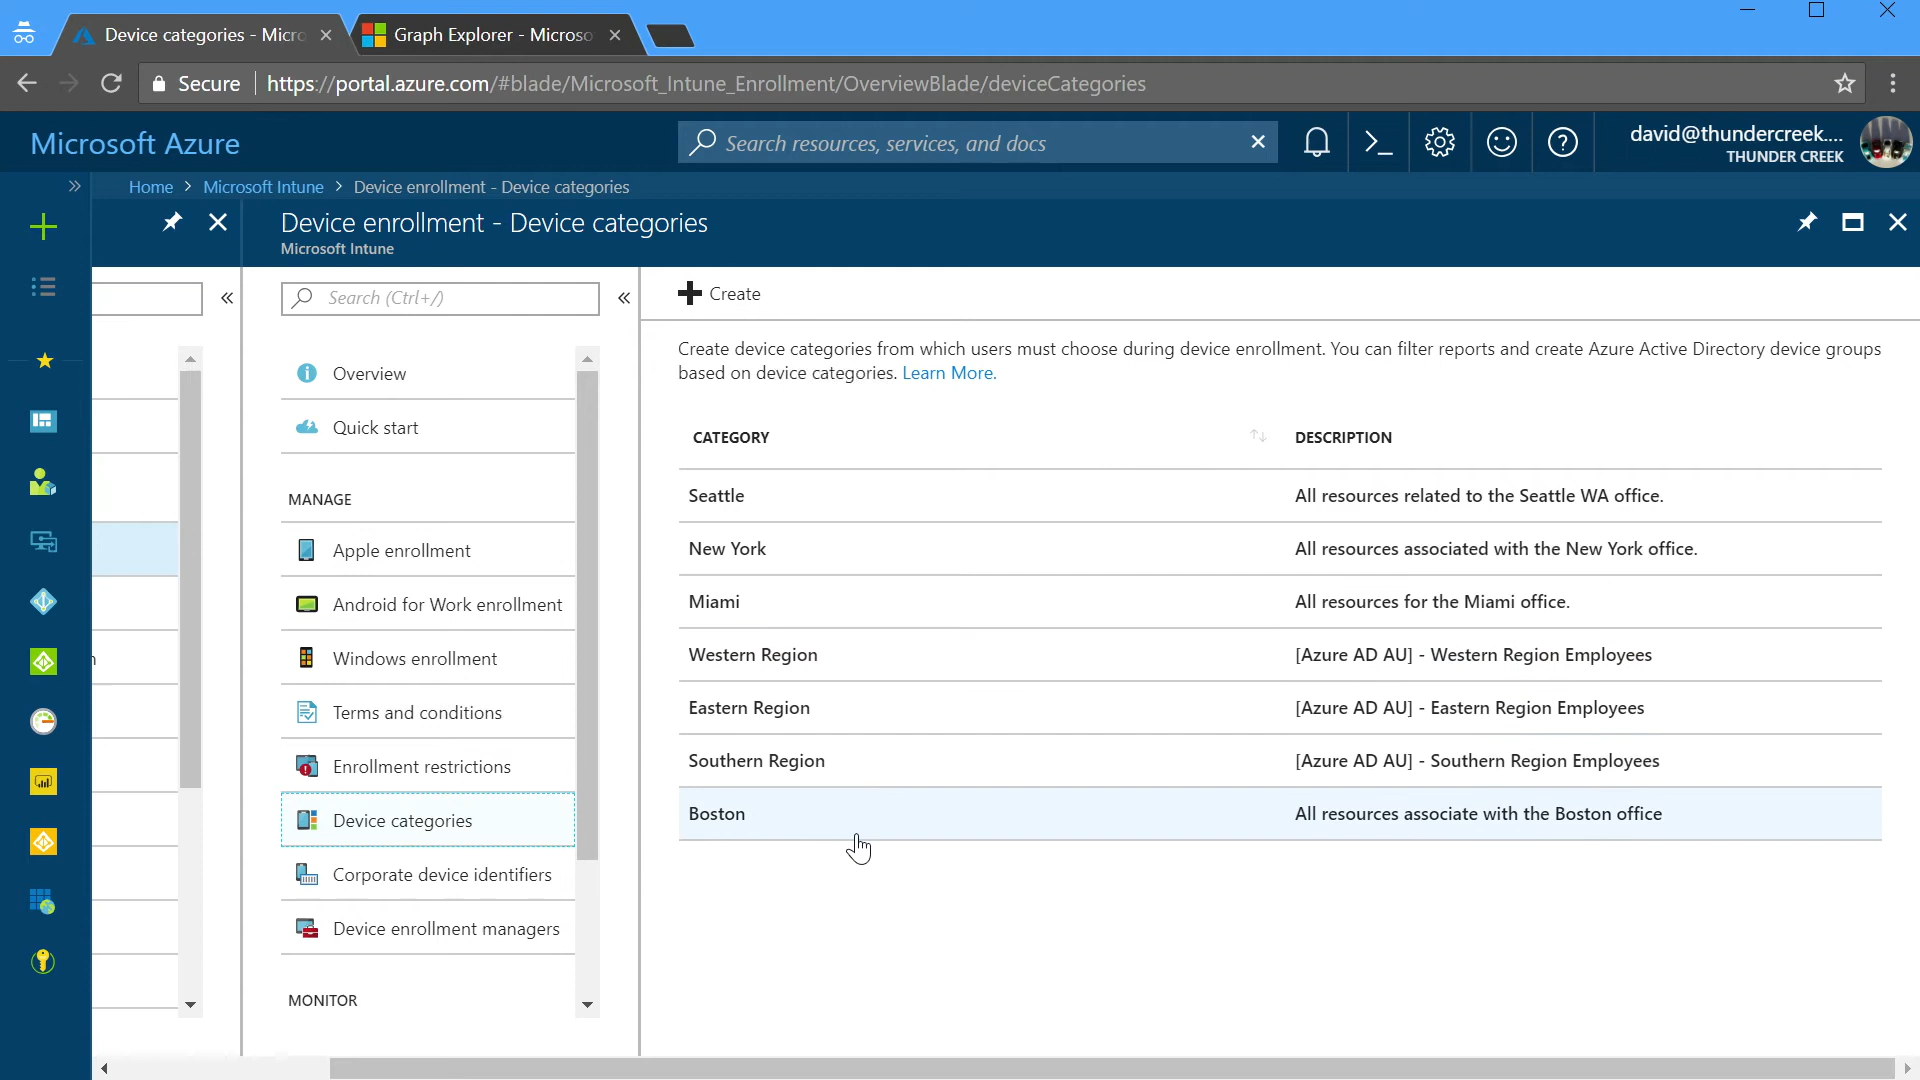 Device categories - Micro
Graph Explorer - Microso
Secure
https://portal.azure.com/#blade/Microsoft_Intune_Enrollment/OverviewBlade/deviceCategories
Microsoft Azure
Search resources, services, and docs
david@thundercreek....
THUNDER CREEK
Home > Microsoft Intune > Device enrollment - Device categories
Device enrollment - Device categories
Microsoft Intune
Search (Ctrl+/)
Overview
Quick start
MANAGE
Apple enrollment
Android for Work enrollment
Windows enrollment
Terms and conditions
Enrollment restrictions
Device categories
Corporate device identifiers
Device enrollment managers
MONITOR
Create
Create device categories from which users must choose during device enrollment. You can filter reports and create Azure Active Directory device groups
based on device categories. Learn More.
CATEGORY DESCRIPTION
Seattle All resources related to the Seattle WA office.
New York All resources associated with the New York office.
Miami All resources for the Miami office.
Western Region [Azure AD AU] - Western Region Employees
Eastern Region [Azure AD AU] - Eastern Region Employees
Southern Region [Azure AD AU] - Southern Region Employees
Boston All resources associate with the Boston office